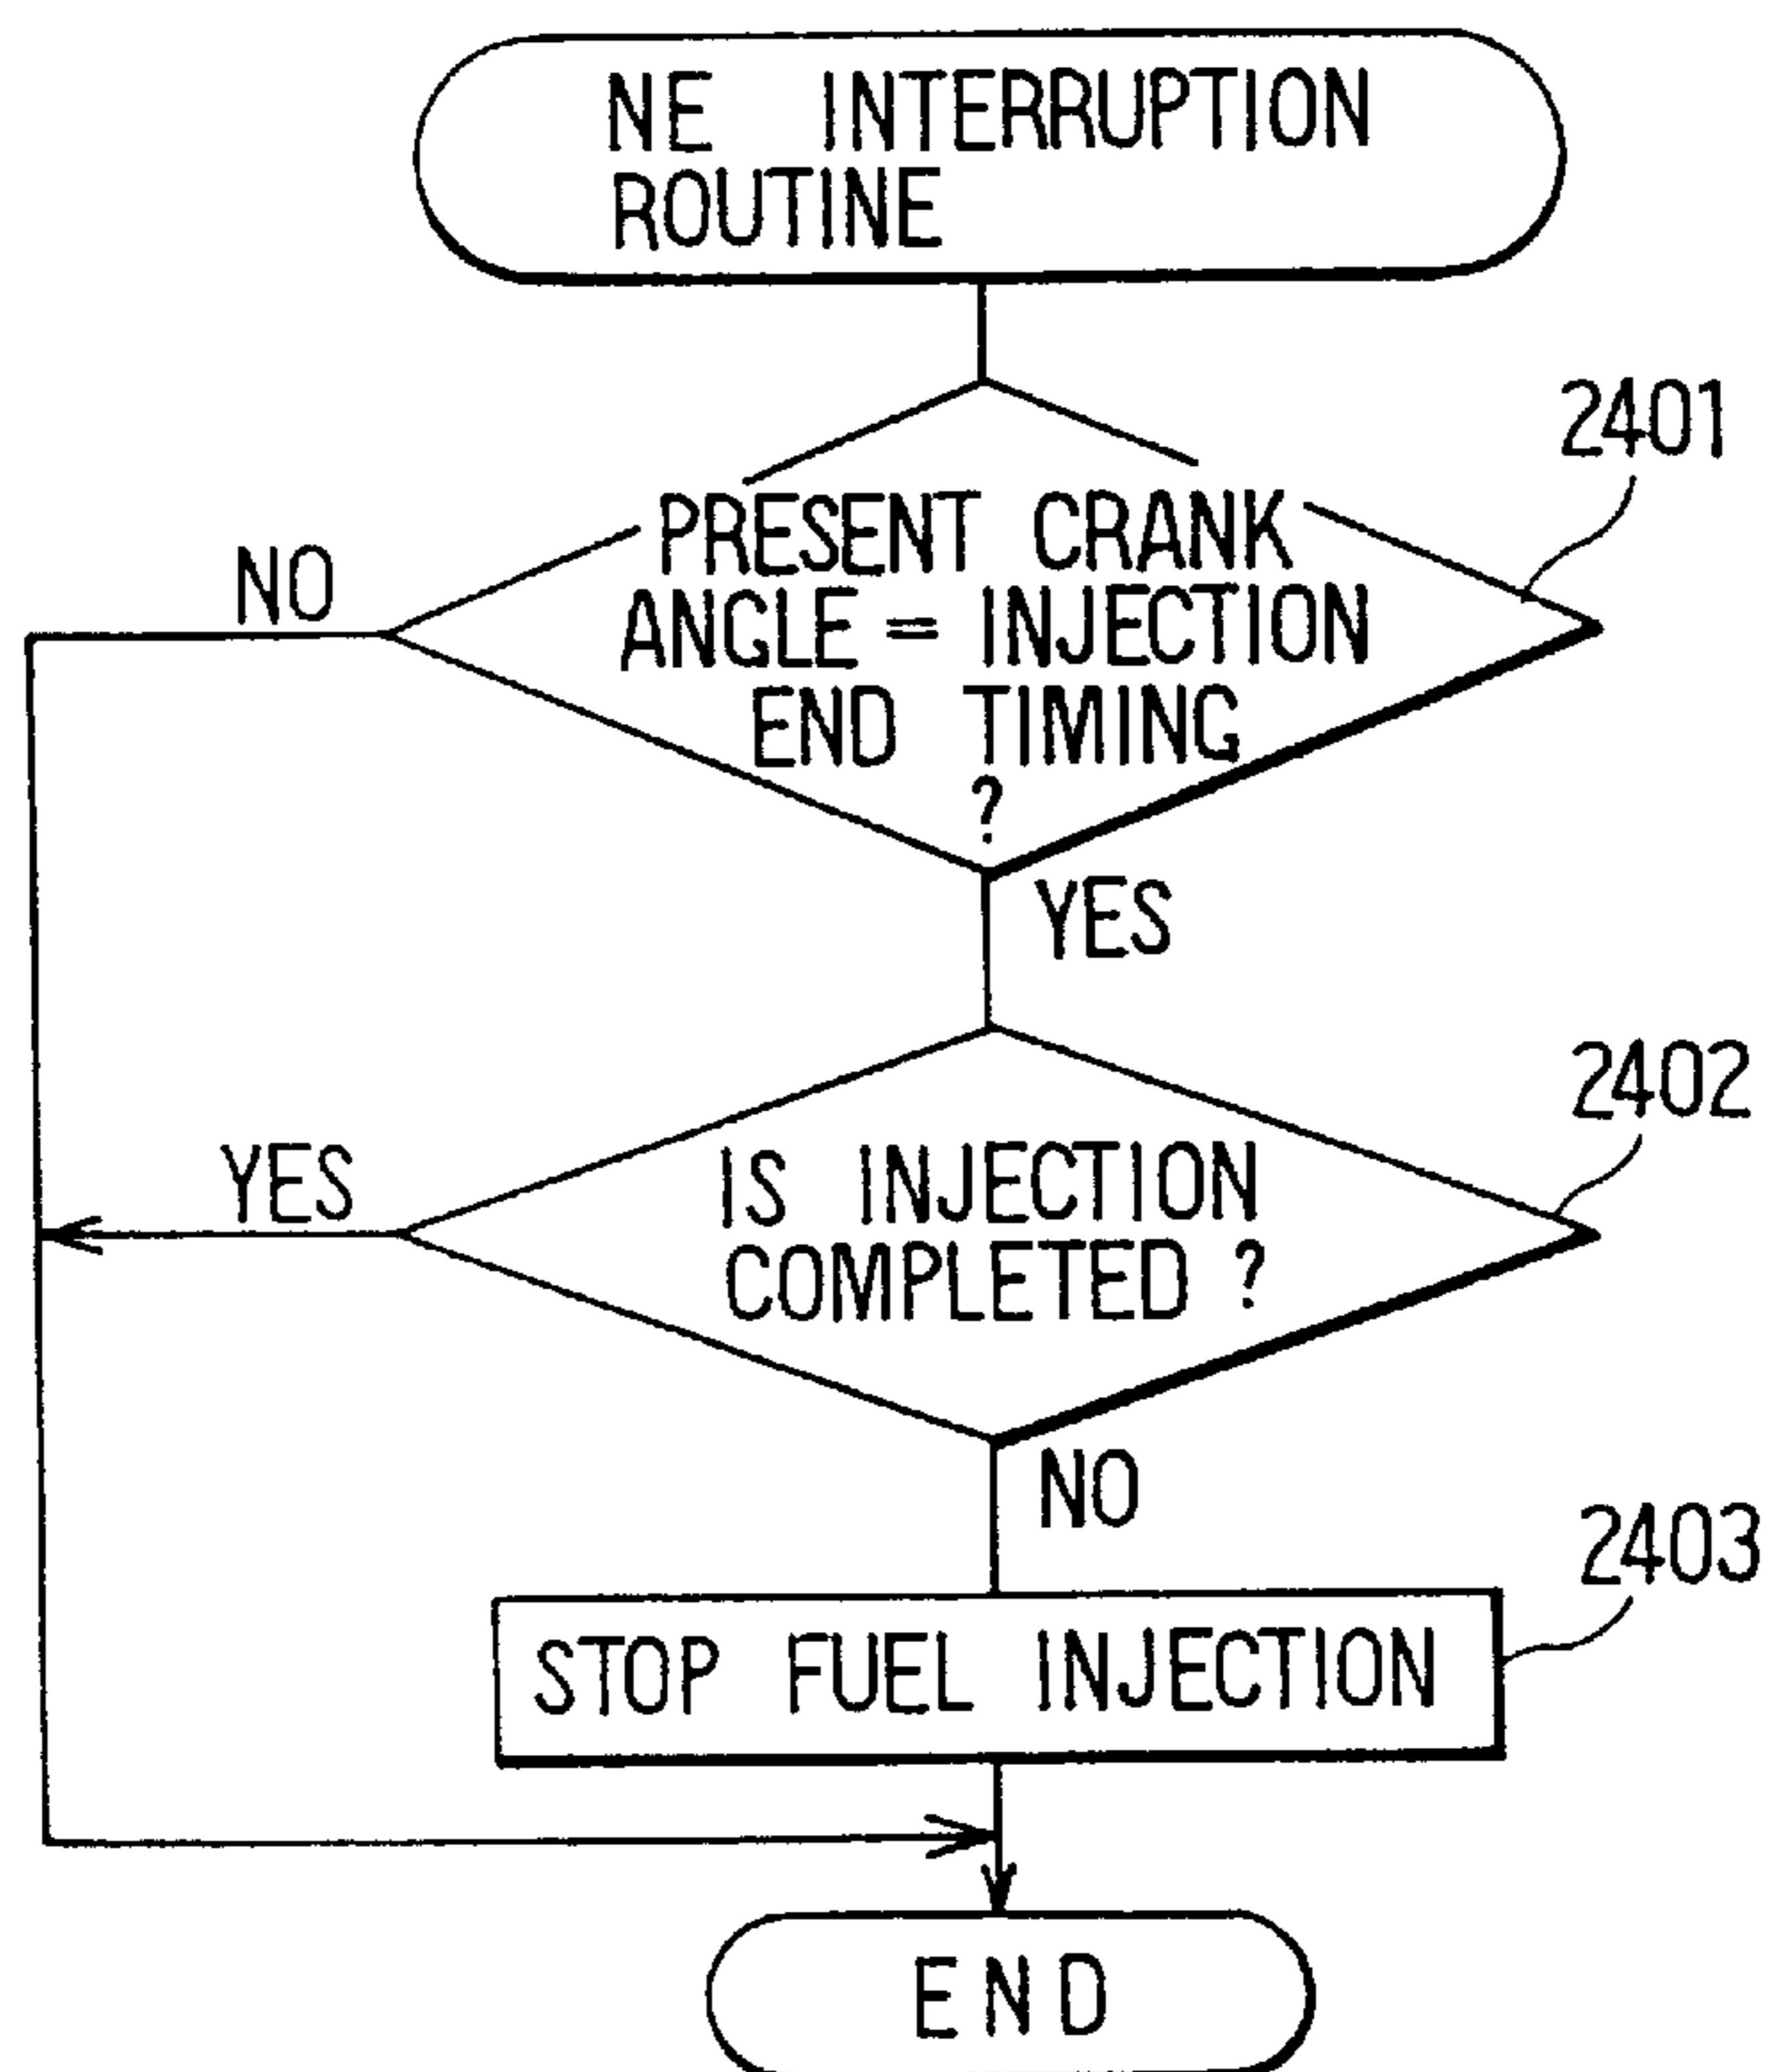 NE INTERRUPTION
ROUTINE
2401
PRESENT CRANK
ANGLE = INJECTION
END TIMING
?
NO
YES
2402
IS INJECTION
COMPLETED ?
YES
NO
2403
STOP FUEL INJECTION
END